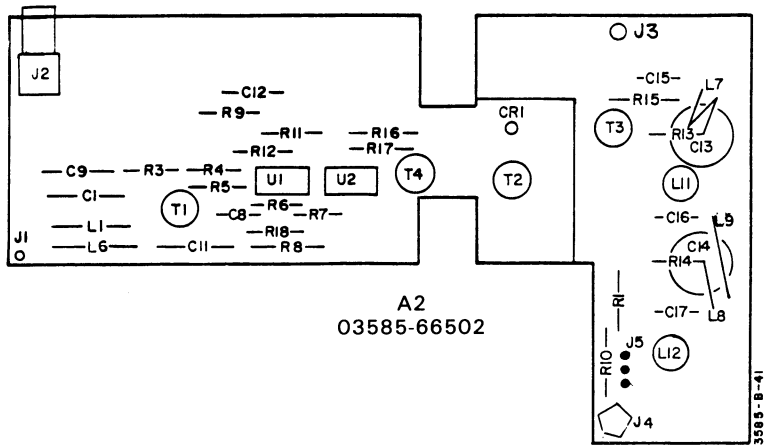 J2
C12
R9
R11
R16
R12
R17
C9
R3
R4
U1
U2
T4
R5
C1
T1
R6
C8
R7
L1
R18
J1
L6
C11
R8
CR1
T2
J3
C15
L7
R15
T3
R13
C13
L11
C16
L9
C14
R14
C17
L8
R1
J5
R10
L12
J4
A2
03585-66502
3585-B-41